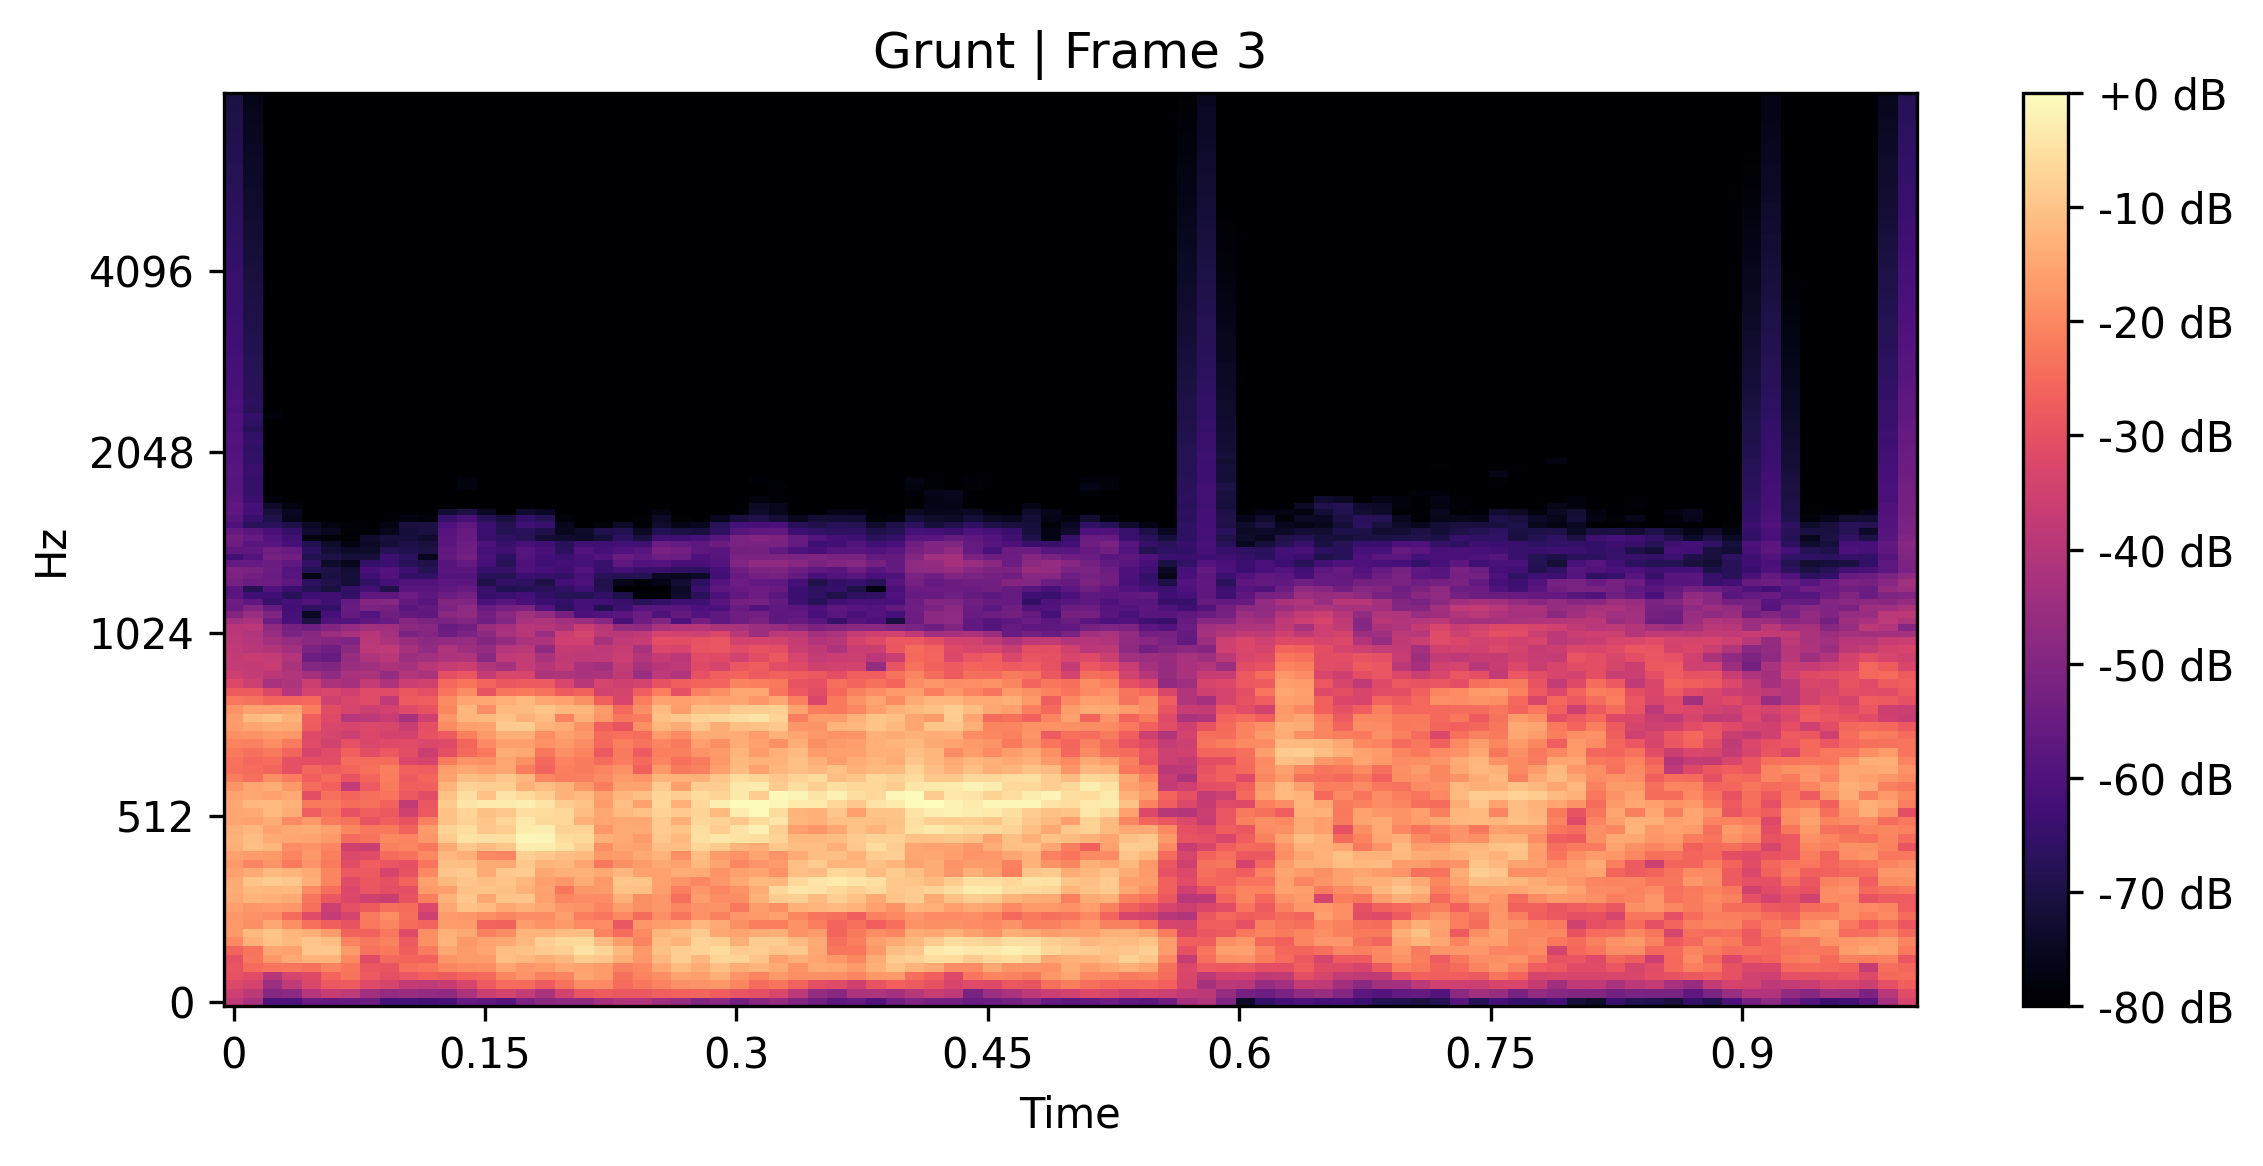 Grunt | Frame 3
+0 dB
-10 dB
4096
-20 dB
-30 dB
2048
-40 dB
Hz
1024
-50 dB
-60 dB
512
-70 dB
0
-80 dB
0 0.15 0.3 0.45 0.6 0.75 0.9
Time